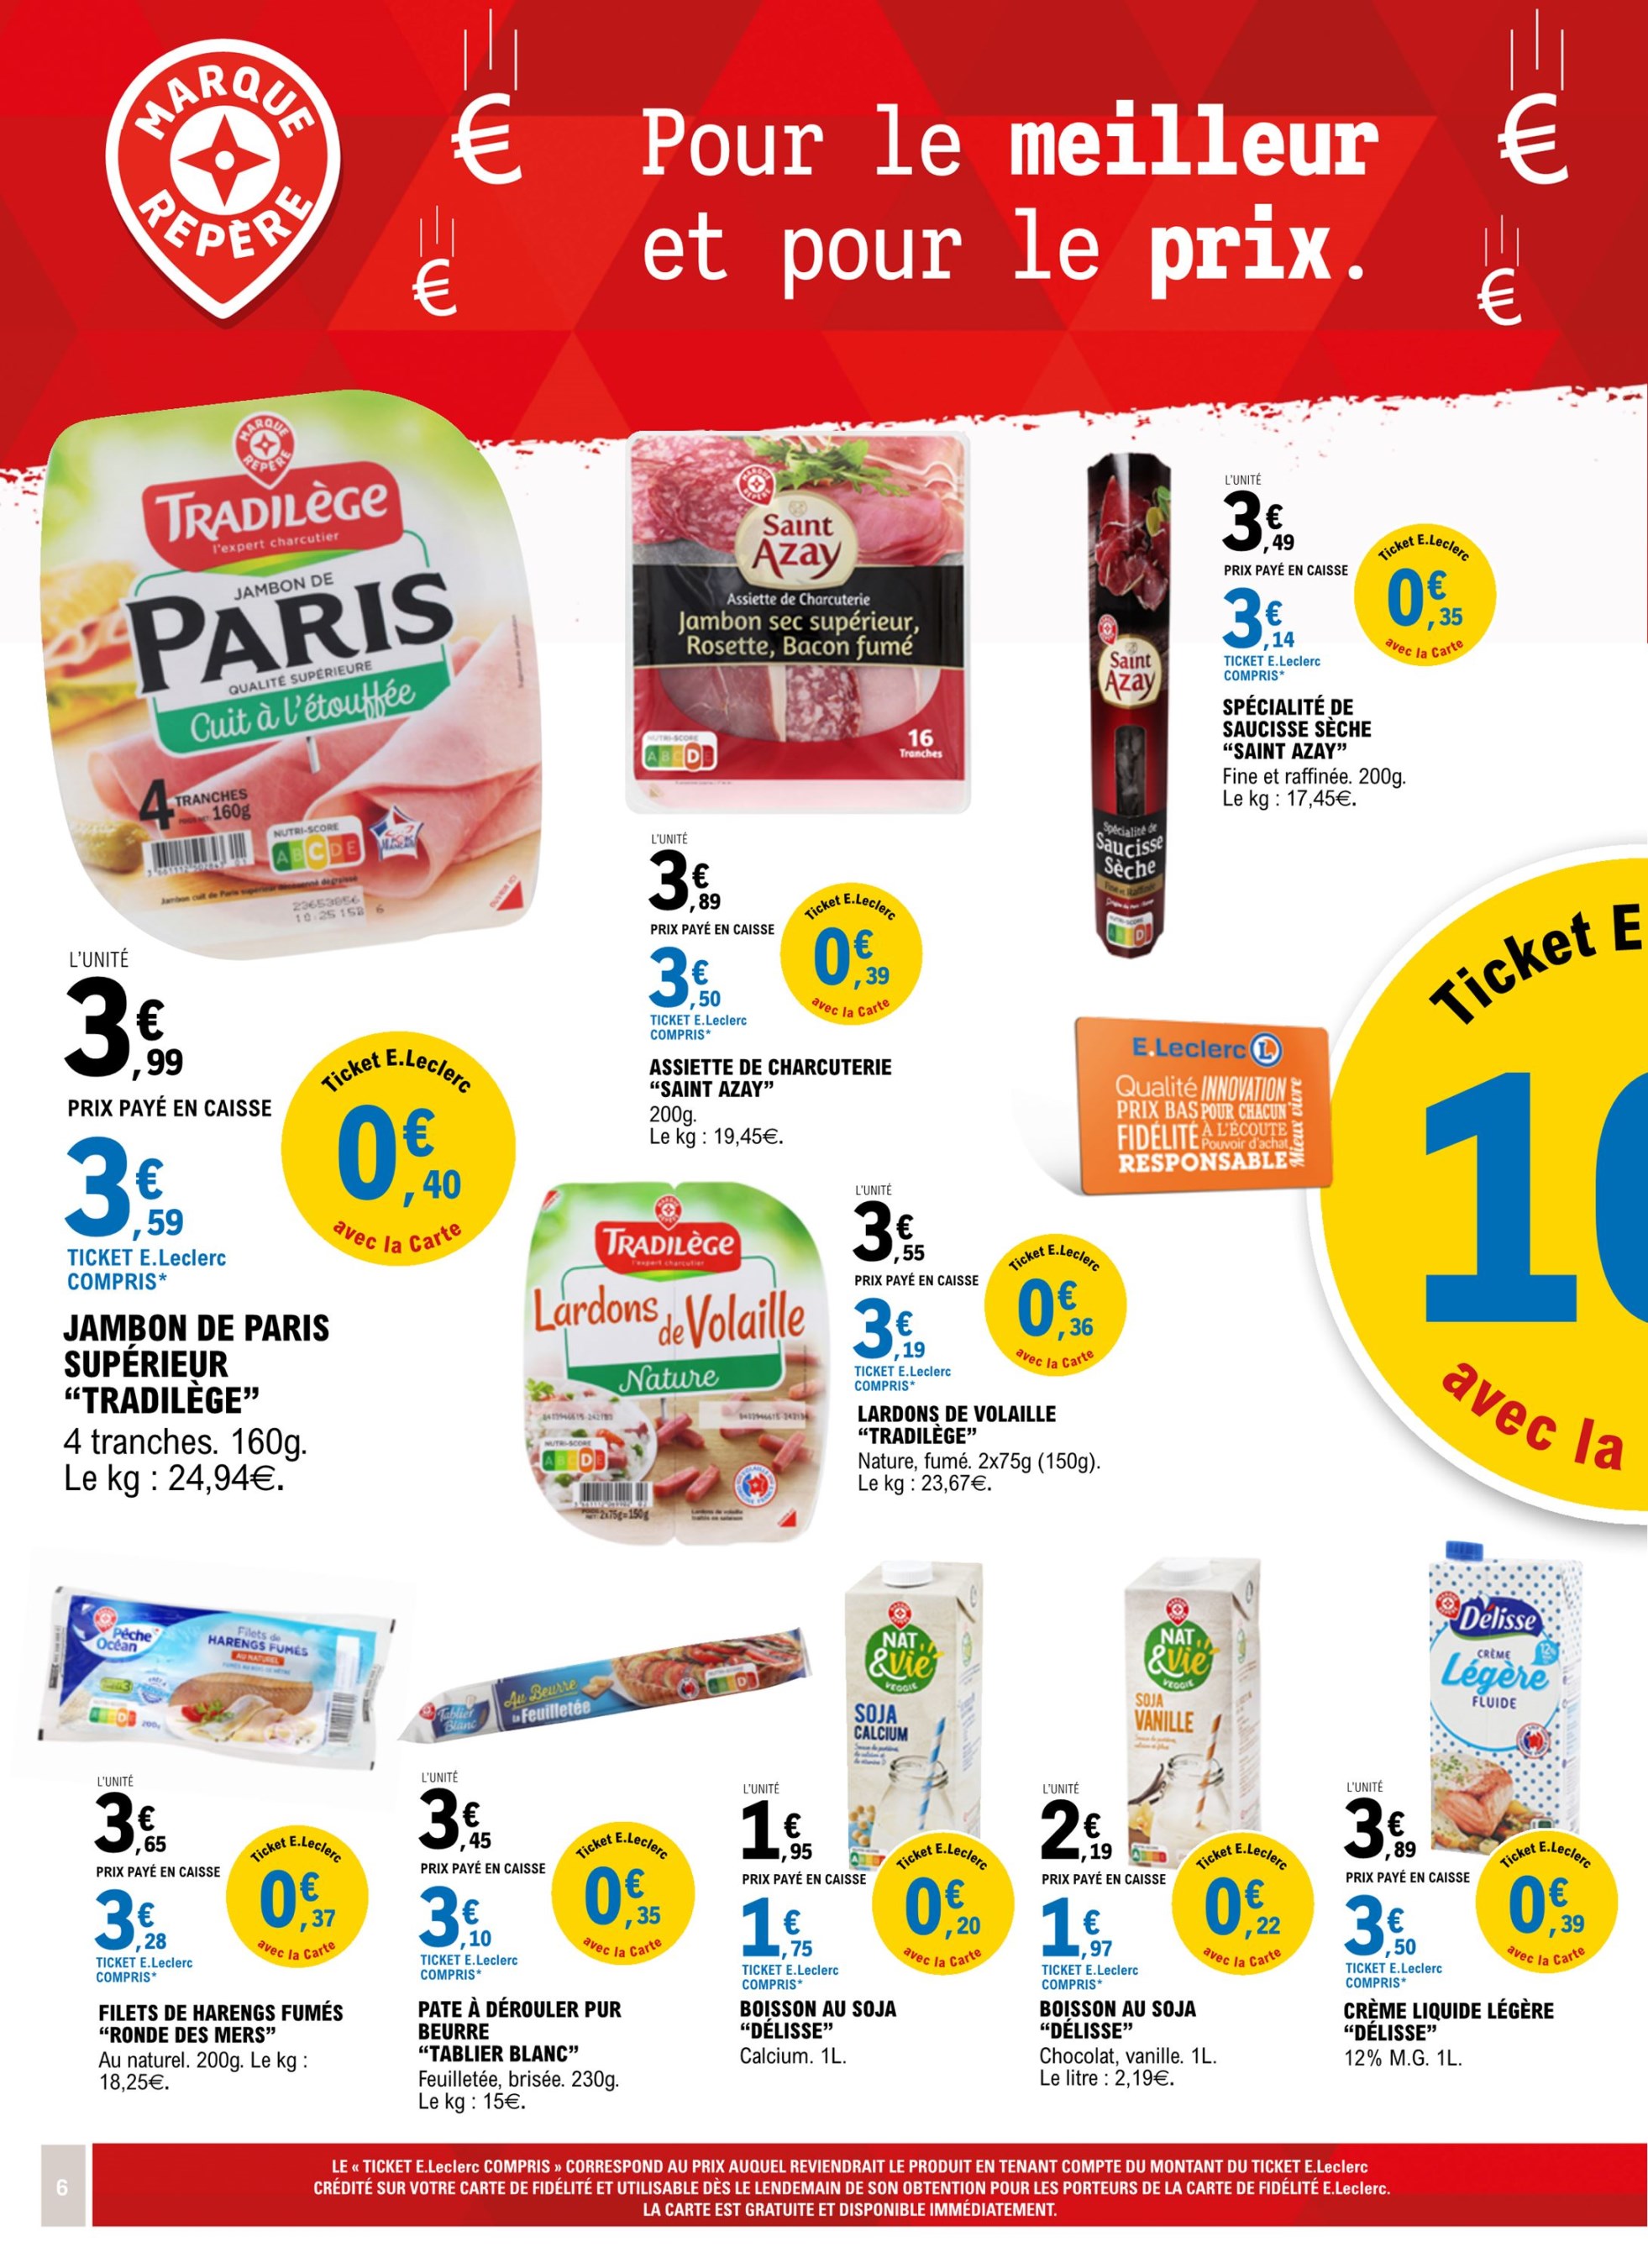 MARQUE
REPÈRE
€
€
€
€
Pour le meilleur
et pour le prix.
MARQUE
REPÈRE
TRADILÈGE
l'expert charcutier
JAMBON DE
PARIS
QUALITÉ SUPÉRIEURE
Cuit à l'étouffée
4 TRANCHES
160g
NUTRI-SCORE
A B C D E
L'UNITÉ
3€,99
PRIX PAYÉ EN CAISSE
3€,59
TICKET E.Leclerc
COMPRIS*
Ticket E.Leclerc
0€,40
avec la Carte
JAMBON DE PARIS
SUPÉRIEUR
“TRADILÈGE”
4 tranches. 160g.
Le kg : 24,94€.
Saint
Azay
Assiette de Charcuterie
Jambon sec supérieur,
Rosette, Bacon fumé
NUTRI-SCORE
A B C D E
16
Tranches
L'UNITÉ
3€,89
PRIX PAYÉ EN CAISSE
3€,50
TICKET E.Leclerc
COMPRIS*
Ticket E.Leclerc
0€,39
avec la Carte
ASSIETTE DE CHARCUTERIE
“SAINT AZAY”
200g.
Le kg : 19,45€.
Saint
Azay
Spécialité de
Saucisse
Sèche
L'UNITÉ
3€,49
PRIX PAYÉ EN CAISSE
3€,14
TICKET E.Leclerc
COMPRIS*
Ticket E.Leclerc
0€,35
avec la Carte
SPÉCIALITÉ DE
SAUCISSE SÈCHE
“SAINT AZAY”
Fine et raffinée. 200g.
Le kg : 17,45€.
E.Leclerc L
Qualité INNOVATION
PRIX BAS POUR CHACUN
FIDÉLITÉ À L'ÉCOUTE
Pouvoir d'achat
RESPONSABLE
Mieux vivre
Ticket E
10
avec la
TRADILÈGE
l'expert charcutier
Lardons
de Volaille
Nature
NUTRI-SCORE
2x75g=150g
L'UNITÉ
3€,55
PRIX PAYÉ EN CAISSE
3€,19
TICKET E.Leclerc
COMPRIS*
Ticket E.Leclerc
0€,36
avec la Carte
LARDONS DE VOLAILLE
“TRADILÈGE”
Nature, fumé. 2x75g (150g).
Le kg : 23,67€.
Pêche
Océan
Filets de
HARENGS FUMÉS
AU NATUREL
200g
L'UNITÉ
3€,65
PRIX PAYÉ EN CAISSE
3€,28
TICKET E.Leclerc
COMPRIS*
Ticket E.Leclerc
0€,37
avec la Carte
FILETS DE HARENGS FUMÉS
“RONDE DES MERS”
Au naturel. 200g. Le kg :
18,25€.
Tablier
Blanc
Au Beurre
La Feuilletée
L'UNITÉ
3€,45
PRIX PAYÉ EN CAISSE
3€,10
TICKET E.Leclerc
COMPRIS*
Ticket E.Leclerc
0€,35
avec la Carte
PATE À DÉROULER PUR
BEURRE
“TABLIER BLANC”
Feuilletée, brisée. 230g.
Le kg : 15€.
NAT
&vie
VEGGIE
SOJA
CALCIUM
L'UNITÉ
1€,95
PRIX PAYÉ EN CAISSE
1€,75
TICKET E.Leclerc
COMPRIS*
Ticket E.Leclerc
0€,20
avec la Carte
BOISSON AU SOJA
“DÉLISSE”
Calcium. 1L.
NAT
&vie
VEGGIE
SOJA
VANILLE
L'UNITÉ
2€,19
PRIX PAYÉ EN CAISSE
1€,97
TICKET E.Leclerc
COMPRIS*
Ticket E.Leclerc
0€,22
avec la Carte
BOISSON AU SOJA
“DÉLISSE”
Chocolat, vanille. 1L.
Le litre : 2,19€.
Délisse
CRÈME
Légère
FLUIDE
12%
L'UNITÉ
3€,89
PRIX PAYÉ EN CAISSE
3€,50
TICKET E.Leclerc
COMPRIS*
Ticket E.Leclerc
0€,39
avec la Carte
CRÈME LIQUIDE LÉGÈRE
“DÉLISSE”
12% M.G. 1L.
6
LE « TICKET E.Leclerc COMPRIS » CORRESPOND AU PRIX AUQUEL REVIENDRAIT LE PRODUIT EN TENANT COMPTE DU MONTANT DU TICKET E.Leclerc
CRÉDITÉ SUR VOTRE CARTE DE FIDÉLITÉ ET UTILISABLE DÈS LE LENDEMAIN DE SON OBTENTION POUR LES PORTEURS DE LA CARTE DE FIDÉLITÉ E.Leclerc.
LA CARTE EST GRATUITE ET DISPONIBLE IMMÉDIATEMENT.